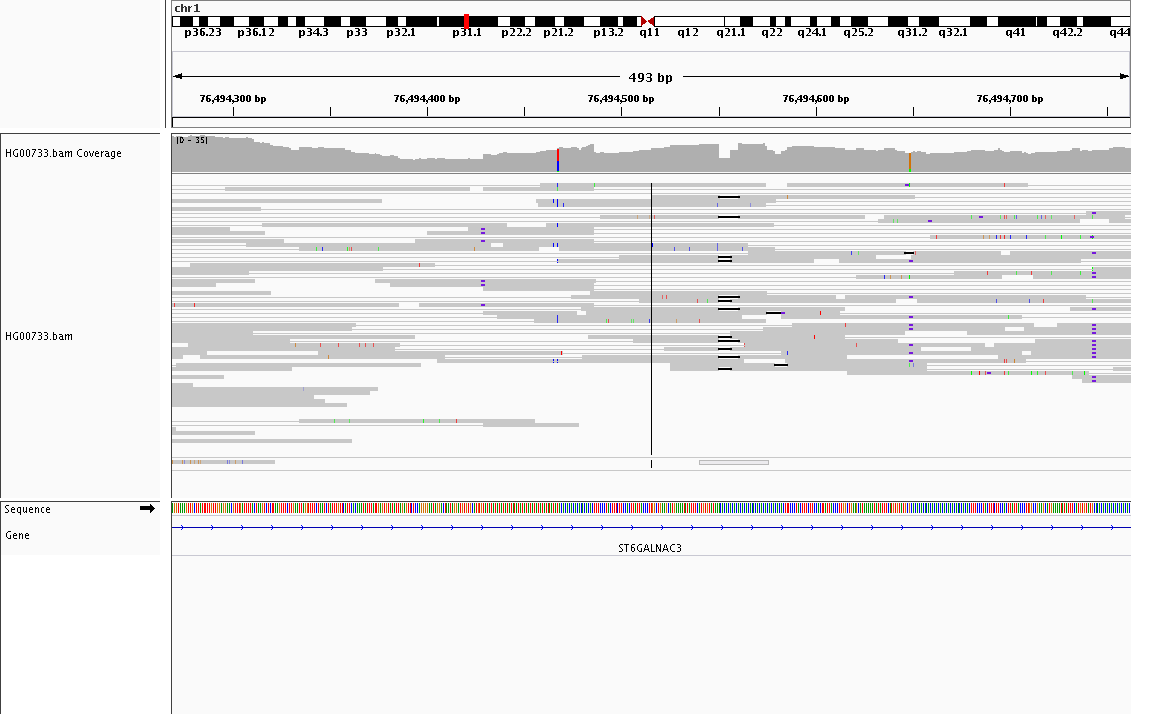 chr1
p36.23 p36.12 p34.3 p33 p32.1 p31.1 p22.2 p21.2 p13.2 q11 q12 q21.1 q22 q24.1 q25.2 q31.2 q32.1 q41 q42.2 q44
493 bp
76,494,300 bp 76,494,400 bp 76,494,500 bp 76,494,600 bp 76,494,700 bp
HG00733.bam Coverage
[0 - 35]
HG00733.bam
Sequence
Gene
ST6GALNAC3